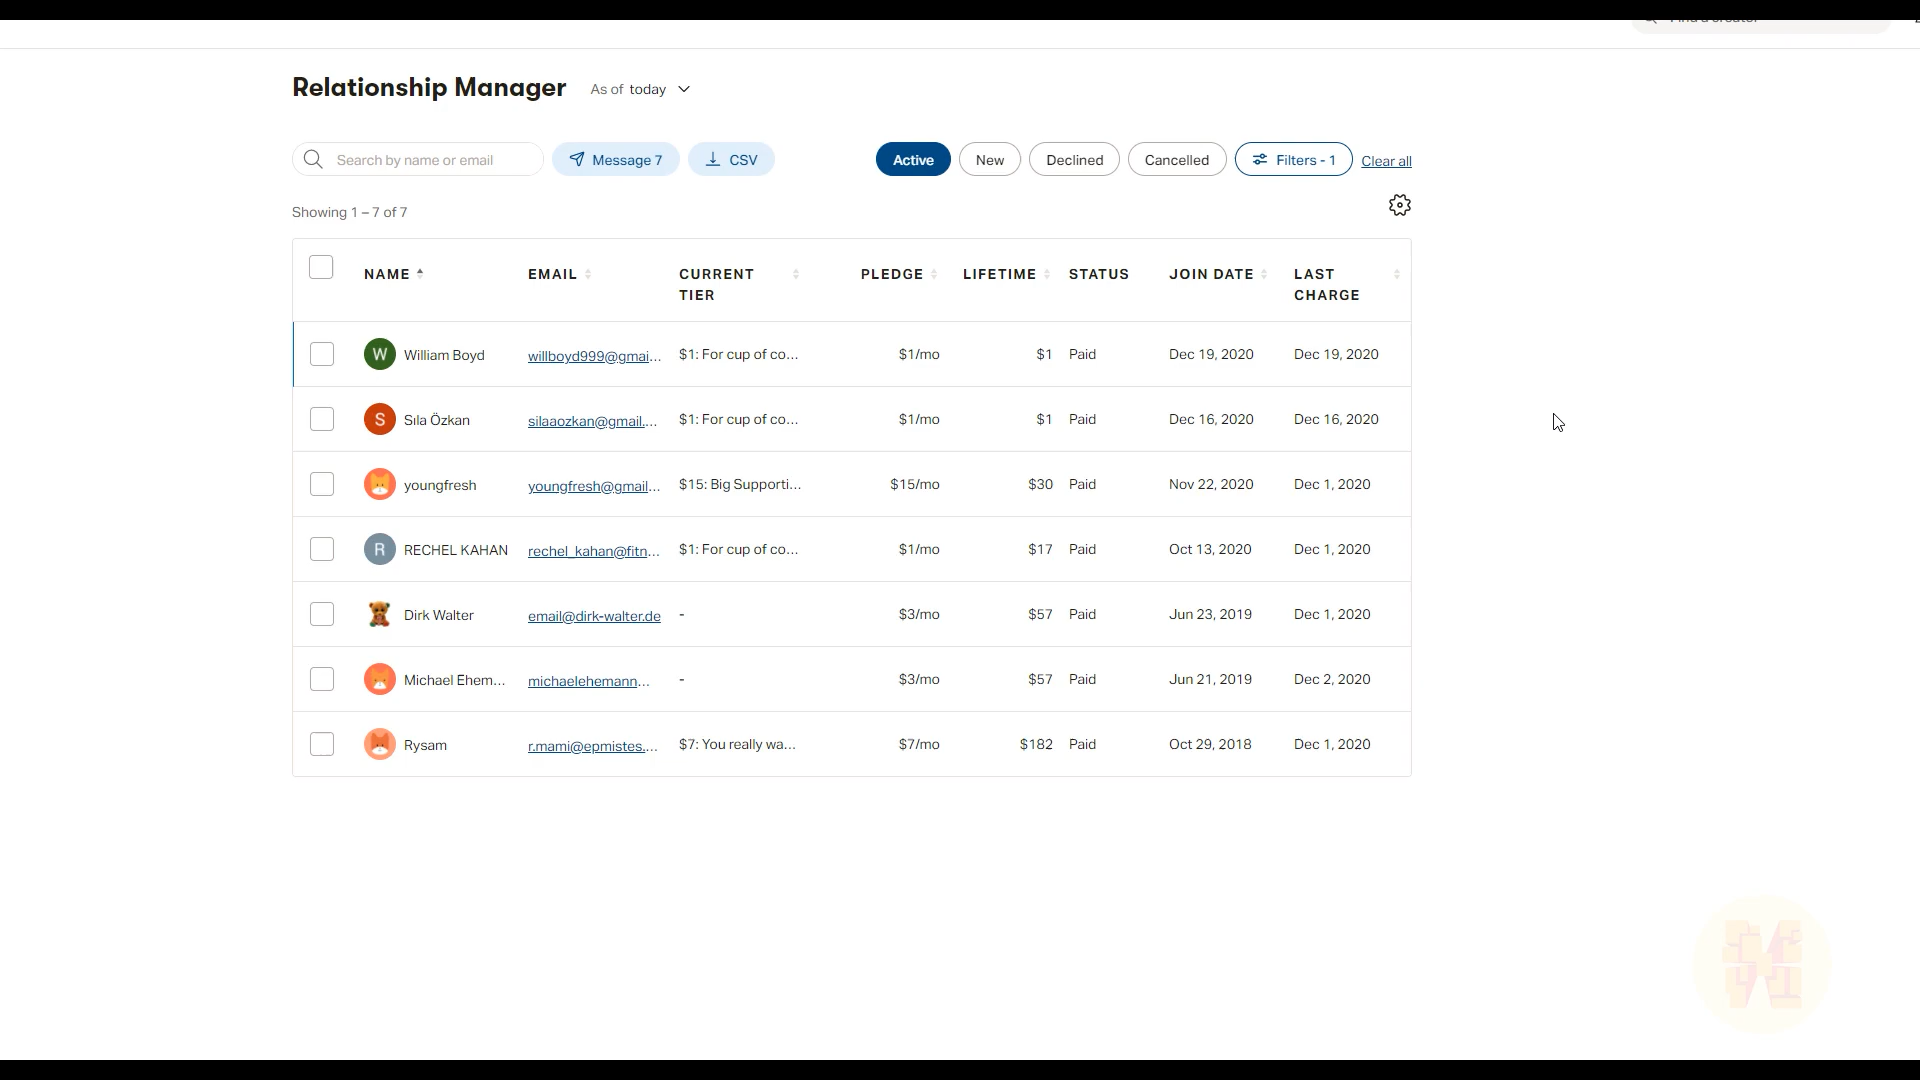 Relationship Manager As of today
Search by name or email Message 7 CSV Active New Declined Cancelled Filters - 1 Clear all
Showing 1 – 7 of 7
NAME EMAIL CURRENT TIER PLEDGE LIFETIME STATUS JOIN DATE LAST CHARGE
W William Boyd willboyd999@gmai... $1: For cup of co... $1/mo $1 Paid Dec 19, 2020 Dec 19, 2020
S Sıla Özkan silaaozkan@gmail.... $1: For cup of co... $1/mo $1 Paid Dec 16, 2020 Dec 16, 2020
youngfresh youngfresh@gmail... $15: Big Supporti... $15/mo $30 Paid Nov 22, 2020 Dec 1, 2020
R RECHEL KAHAN rechel_kahan@fitn... $1: For cup of co... $1/mo $17 Paid Oct 13, 2020 Dec 1, 2020
Dirk Walter email@dirk-walter.de - $3/mo $57 Paid Jun 23, 2019 Dec 1, 2020
Michael Ehem... michaelehemann... - $3/mo $57 Paid Jun 21, 2019 Dec 2, 2020
Rysam r.mami@epmistes.... $7: You really wa... $7/mo $182 Paid Oct 29, 2018 Dec 1, 2020